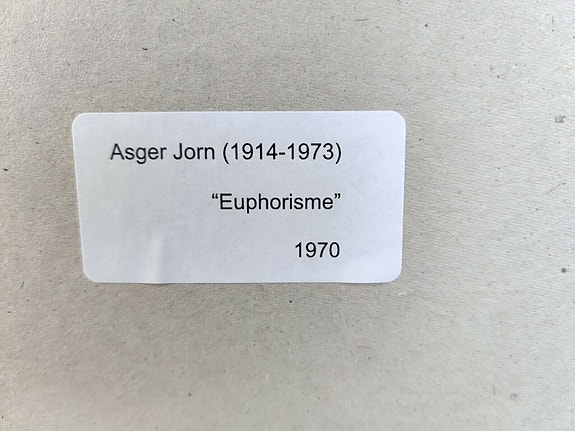 Asger Jorn (1914-1973)
“Euphorisme”
1970